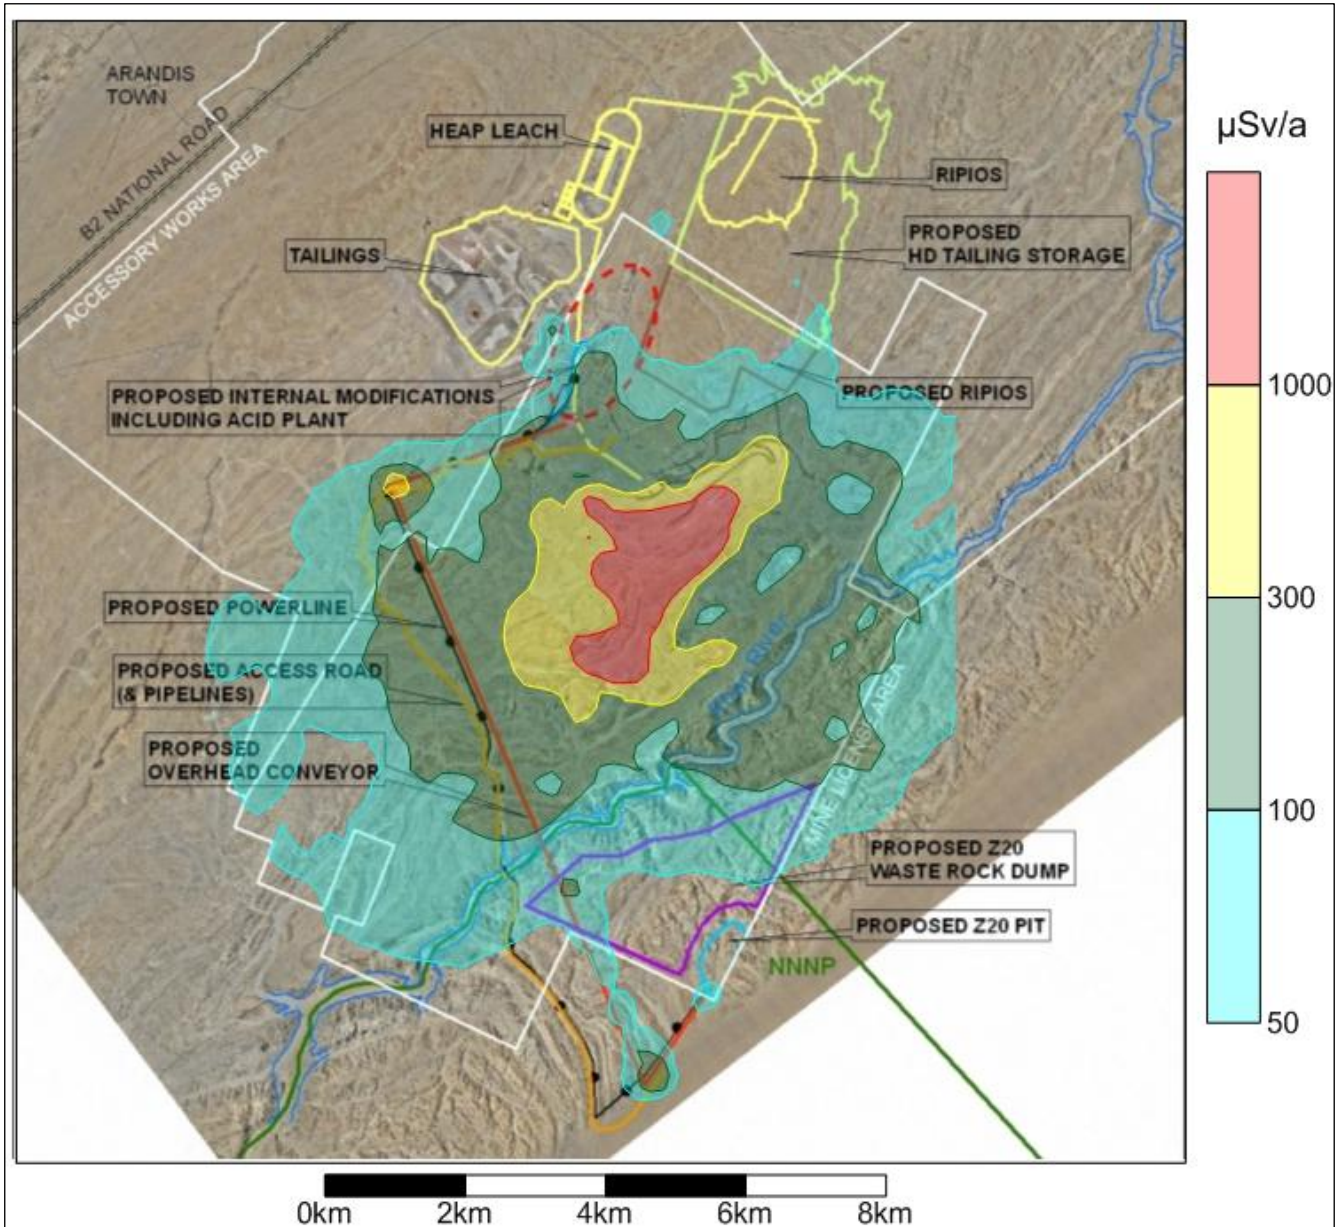 µSv/a
ARANDIS
TOWN
B2 NATIONAL ROAD
ACCESSORY WORKS AREA
HEAP LEACH
RIPIOS
TAILINGS
PROPOSED
HD TAILING STORAGE
PROPOSED INTERNAL MODIFICATIONS
INCLUDING ACID PLANT
PROPOSED RIPIOS
1000
PROPOSED POWERLINE
300
PROPOSED ACCESS ROAD
(& PIPELINES)
River
MINE LICENSE AREA
PROPOSED
OVERHEAD CONVEYOR
100
PROPOSED Z20
WASTE ROCK DUMP
PROPOSED Z20 PIT
NNNP
50
0km
2km
4km
6km
8km